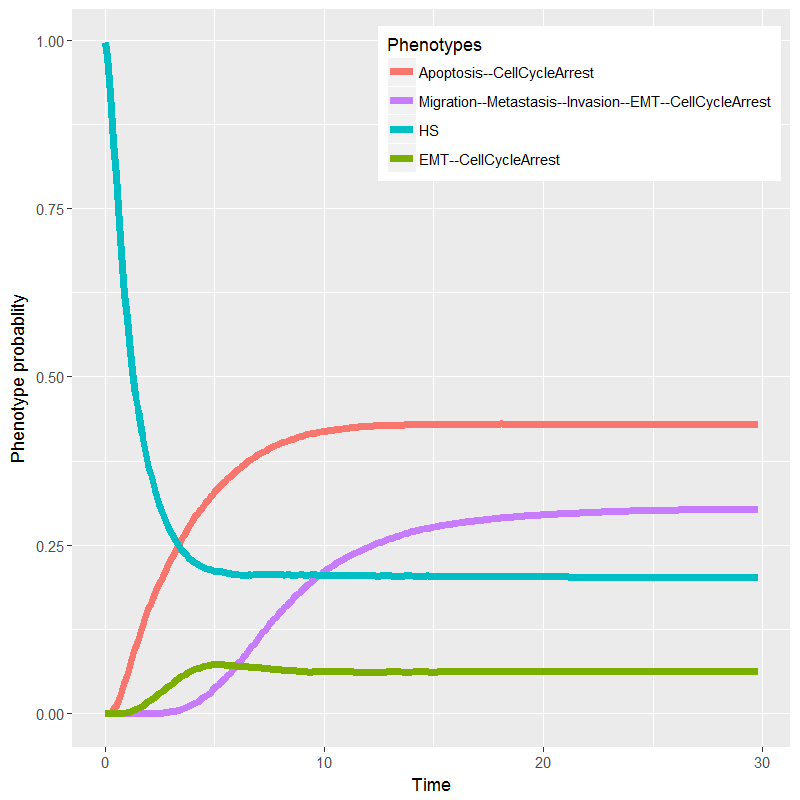 Phenotypes
Apoptosis--CellCycleArrest
Migration--Metastasis--Invasion--EMT--CellCycleArrest
HS
EMT--CellCycleArrest
1.00
0.75
0.50
0.25
0.00
Phenotype probablity
0 10 20 30
Time